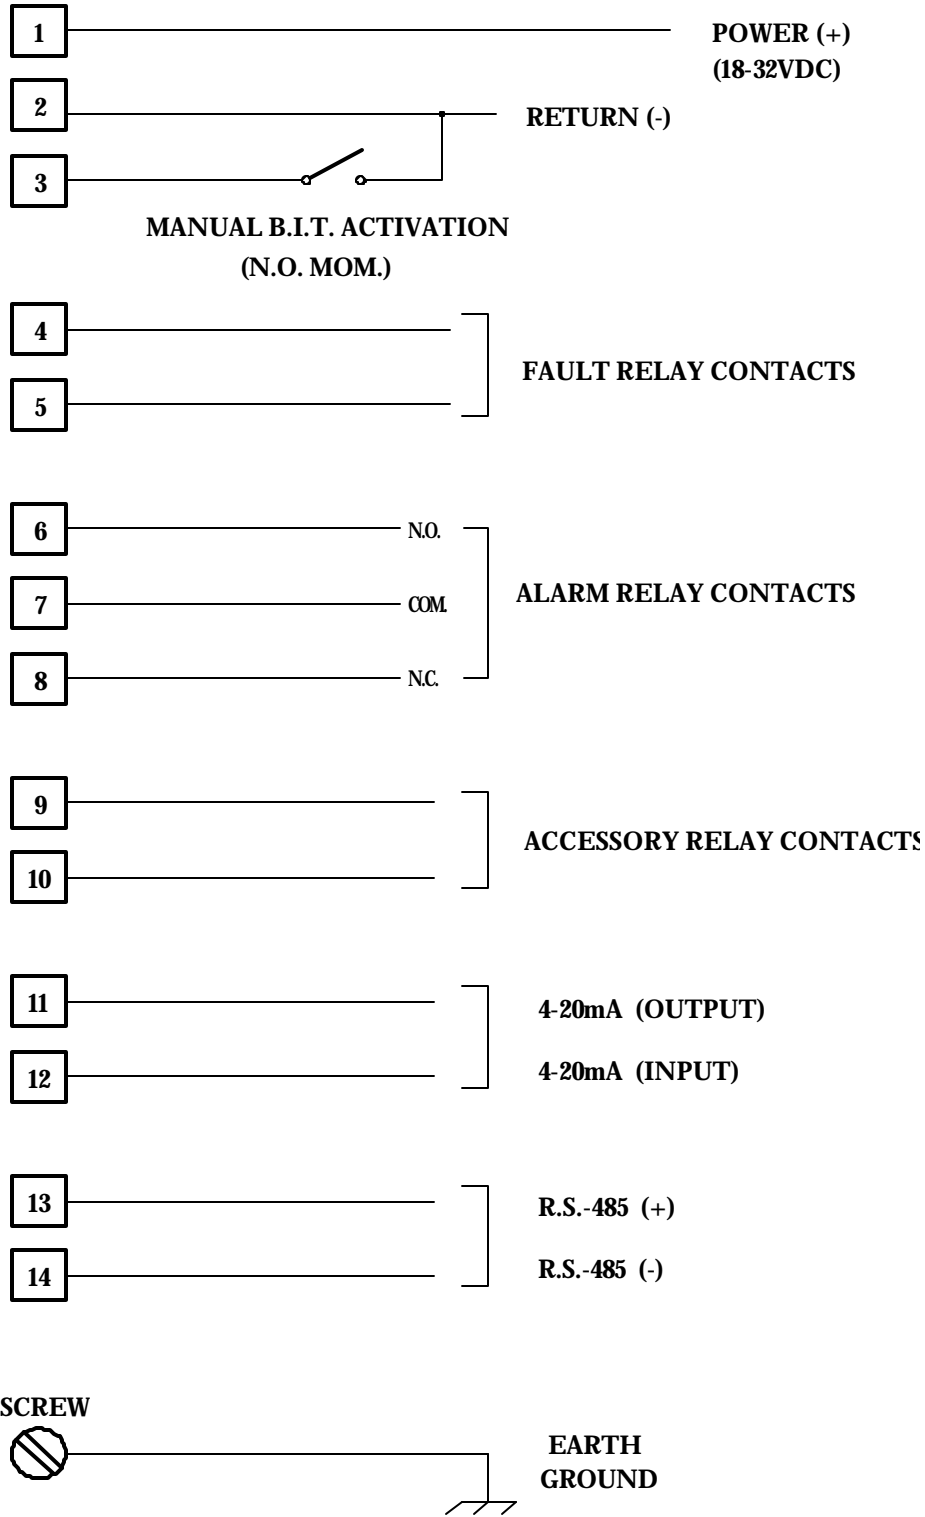 1
POWER (+)
(18-32VDC)
2
RETURN (-)
3
MANUAL B.I.T. ACTIVATION
(N.O. MOM.)
4
FAULT RELAY CONTACTS
5
6
N.O.
7
COM.
ALARM RELAY CONTACTS
8
N.C.
9
ACCESSORY RELAY CONTACTS
10
11
4-20mA (OUTPUT)
12
4-20mA (INPUT)
13
R.S.-485 (+)
14
R.S.-485 (-)
SCREW
EARTH
GROUND